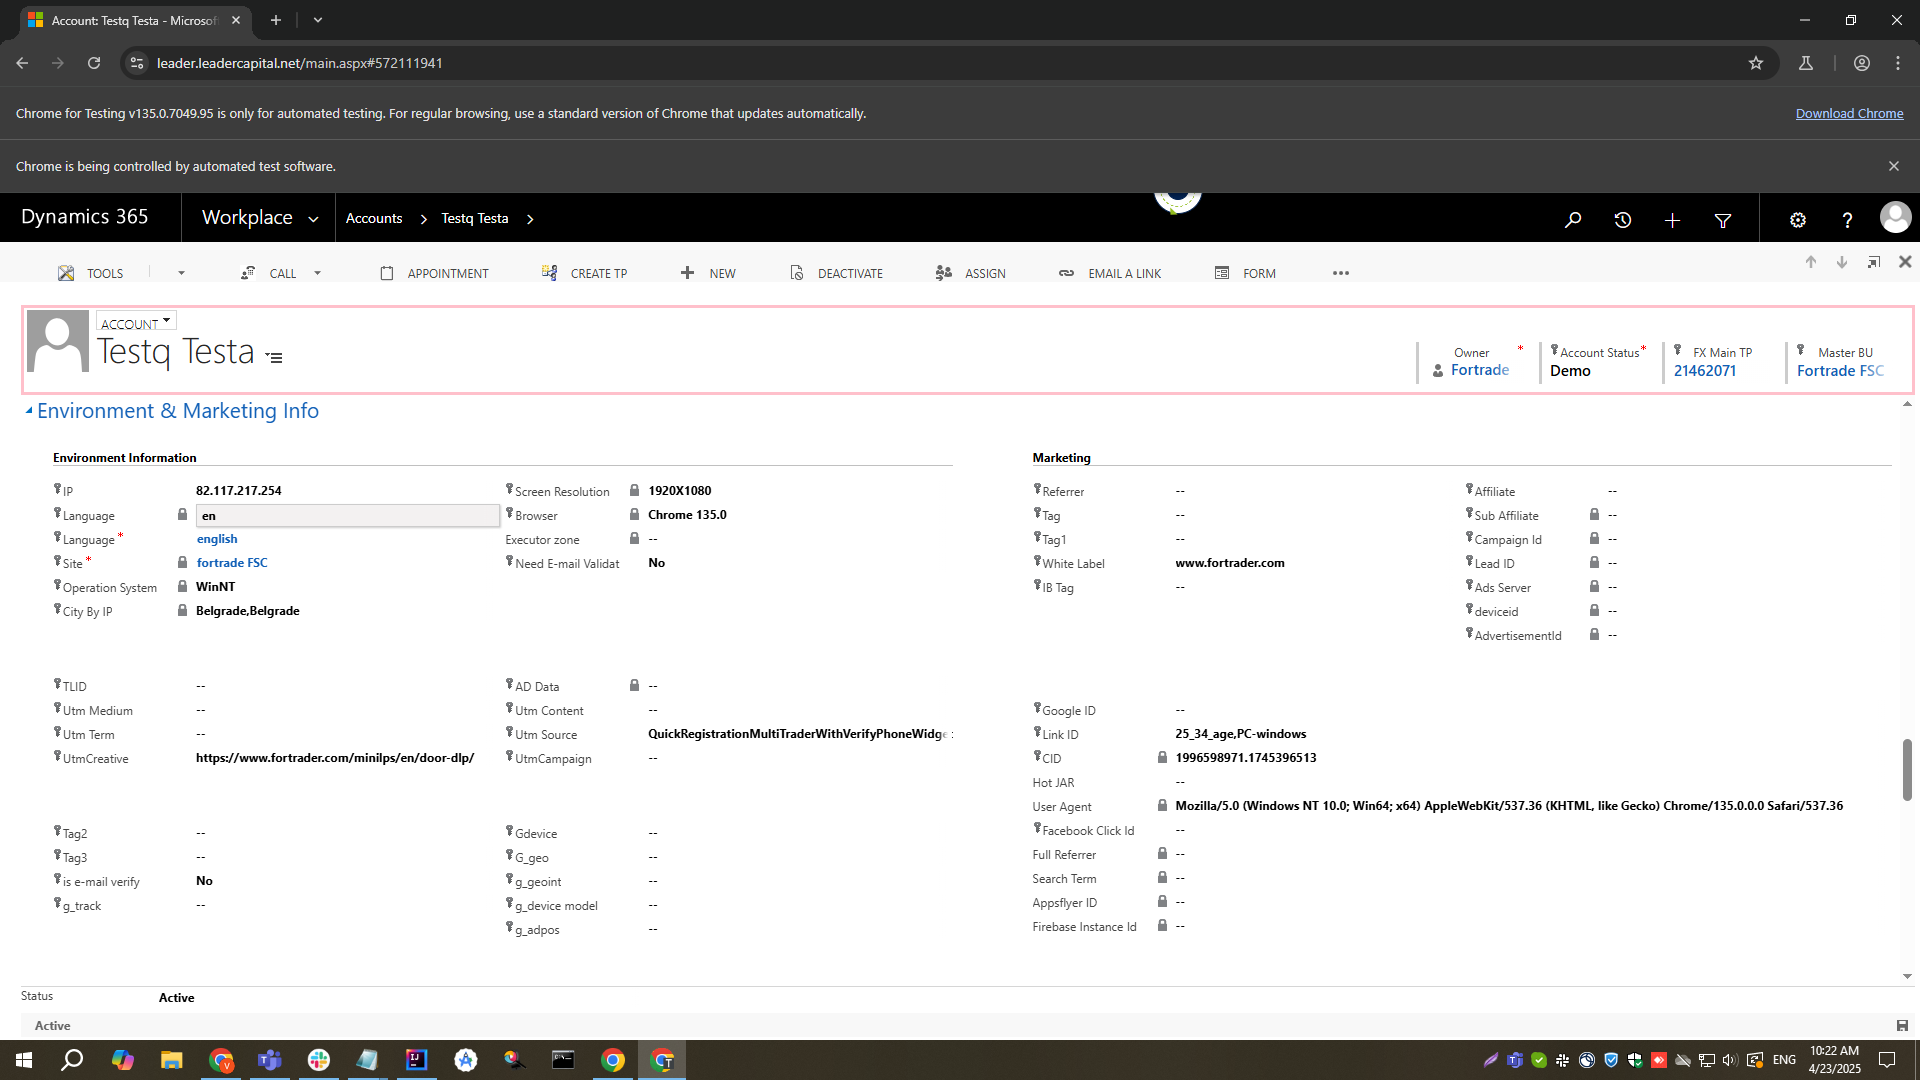 Account: Testq Testa - Microsof
leader.leadercapital.net/main.aspx#572111941
Chrome for Testing v135.0.7049.95 is only for automated testing. For regular browsing, use a standard version of Chrome that updates automatically.
Download Chrome
Chrome is being controlled by automated test software.
Dynamics 365
Workplace
Accounts
Testq Testa
TOOLS
CALL
APPOINTMENT
CREATE TP
NEW
DEACTIVATE
ASSIGN
EMAIL A LINK
FORM
ACCOUNT
Testq Testa
Owner *
Fortrade
Account Status *
Demo
FX Main TP
21462071
Master BU
Fortrade FSC
Environment & Marketing Info
Environment Information
IP 82.117.217.254
Language en
Language * english
Site * fortrade FSC
Operation System WinNT
City By IP Belgrade,Belgrade
Screen Resolution 1920X1080
Browser Chrome 135.0
Executor zone --
Need E-mail Validat No
TLID --
Utm Medium --
Utm Term --
UtmCreative https://www.fortrader.com/minilps/en/door-dlp/
AD Data --
Utm Content --
Utm Source QuickRegistrationMultiTraderWithVerifyPhoneWidge
UtmCampaign --
Tag2 --
Tag3 --
is e-mail verify No
g_track --
Gdevice --
G_geo --
g_geoint --
g_device model --
g_adpos --
Marketing
Referrer --
Tag --
Tag1 --
White Label www.fortrader.com
IB Tag --
Affiliate --
Sub Affiliate --
Campaign Id --
Lead ID --
Ads Server --
deviceid --
AdvertisementId --
Google ID --
Link ID 25_34_age,PC-windows
CID 1996598971.1745396513
Hot JAR --
User Agent Mozilla/5.0 (Windows NT 10.0; Win64; x64) AppleWebKit/537.36 (KHTML, like Gecko) Chrome/135.0.0.0 Safari/537.36
Facebook Click Id --
Full Referrer --
Search Term --
Appsflyer ID --
Firebase Instance Id --
Status Active
Active
ENG
10:22 AM
4/23/2025